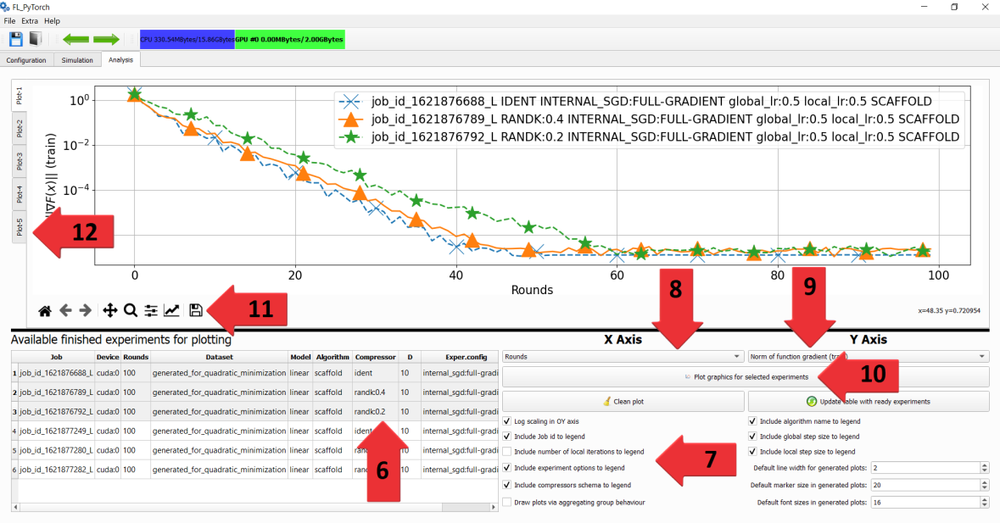 FL_PyTorch
File Extra Help
CPU 330.54MBytes/15.86GBytes GPU #0 0.00MBytes/2.00GBytes
Configuration Simulation Analysis
Plot-1
Plot-2
Plot-3
Plot-4
Plot-5
||∇F(x)|| (train)
10⁰
10⁻²
10⁻⁴
job_id_1621876688_L IDENT INTERNAL_SGD:FULL-GRADIENT global_lr:0.5 local_lr:0.5 SCAFFOLD
job_id_1621876789_L RANDK:0.4 INTERNAL_SGD:FULL-GRADIENT global_lr:0.5 local_lr:0.5 SCAFFOLD
job_id_1621876792_L RANDK:0.2 INTERNAL_SGD:FULL-GRADIENT global_lr:0.5 local_lr:0.5 SCAFFOLD
12
0 20 40 60 80 100
Rounds
8
9
11
x=48.35 y=0.720954
Available finished experiments for plotting
Job Device Rounds Dataset Model Algorithm Compressor D Exper.config
1 job_id_1621876688_L cuda:0 100 generated_for_quadratic_minimization linear scaffold ident 10 internal_sgd:full-gradi
2 job_id_1621876789_L cuda:0 100 generated_for_quadratic_minimization linear scaffold randk:0.4 10 internal_sgd:full-gradi
3 job_id_1621876792_L cuda:0 100 generated_for_quadratic_minimization linear scaffold randk:0.2 10 internal_sgd:full-gradi
4 job_id_1621877249_L cuda:0 100 generated_for_quadratic_minimization linear scaffold 10 internal_sgd:full-gradi
5 job_id_1621877280_L cuda:0 100 generated_for_quadratic_minimization linear scaffold 10 internal_sgd:full-gradi
6 job_id_1621877282_L cuda:0 100 generated_for_quadratic_minimization linear scaffold 10 internal_sgd:full-gradi
6
X Axis Y Axis
Rounds Norm of function gradient
Plot graphics for selected experiments
10
Clean plot Update table with ready experiments
Log scaling in OY axis
Include Job id to legend
Include number of local iterations to legend
Include experiment options to legend
Include compressors schema to legend
Draw plots via aggregating group behaviour
7
Include algorithm name to legend
Include global step size to legend
Include local step size to legend
Default line width for generated plots: 2
Default marker size in generated plots: 20
Default font sizes in generated plots: 16